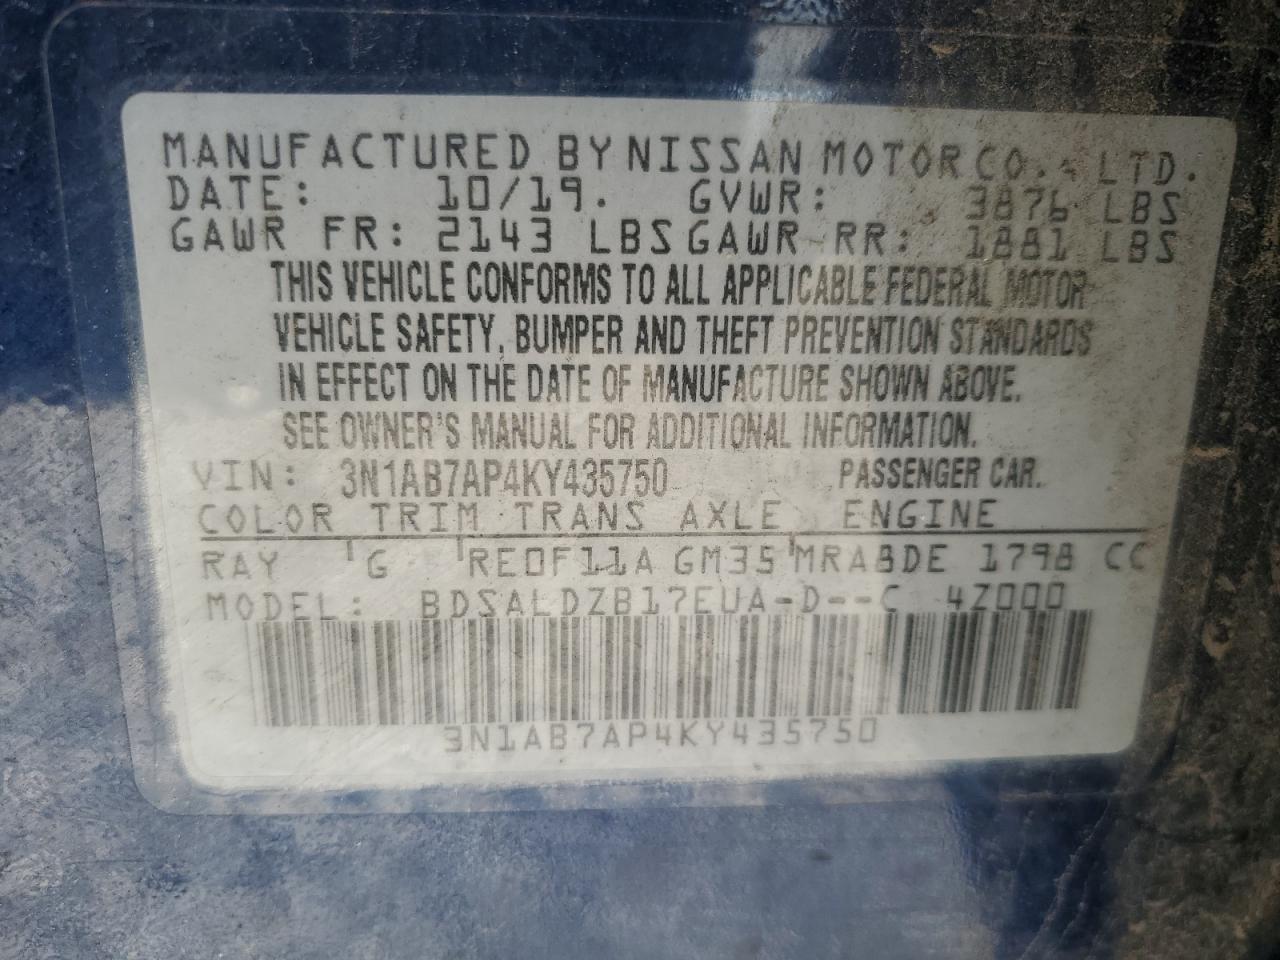 MANUFACTURED BY NISSAN MOTOR CO., LTD.
DATE: 10/19. GVWR: 3876 LBS
GAWR FR: 2143 LBS GAWR RR: 1881 LBS
THIS VEHICLE CONFORMS TO ALL APPLICABLE FEDERAL MOTOR
VEHICLE SAFETY, BUMPER AND THEFT PREVENTION STANDARDS
IN EFFECT ON THE DATE OF MANUFACTURE SHOWN ABOVE.
SEE OWNER'S MANUAL FOR ADDITIONAL INFORMATION.
VIN: 3N1AB7AP4KY435750 PASSENGER CAR.
COLOR TRIM TRANS AXLE ENGINE
RAY G RE0F11A GM35 MRA8DE 1798 CC
MODEL: BDSALDZB17EUA-D--C 4Z000
3N1AB7AP4KY435750